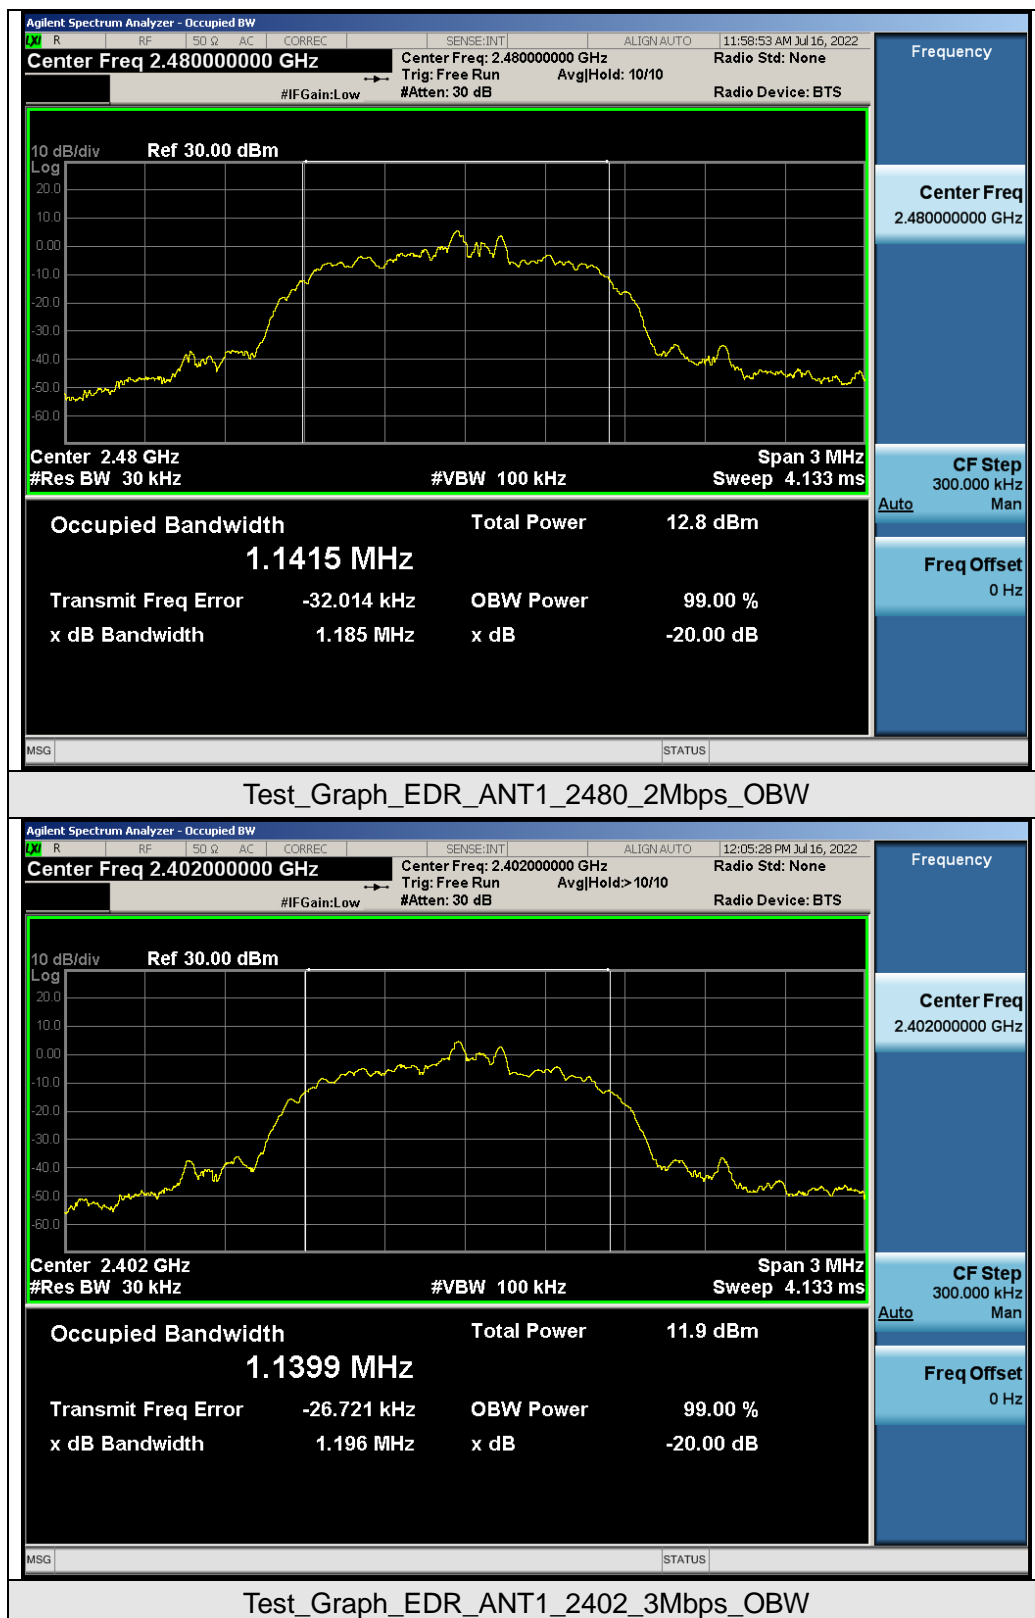 Agilent Spectrum Analyzer - Occupied BW
LXI R RF 50 Ω AC CORREC SENSE:INT ALIGN AUTO 11:58:53 AM Jul 16, 2022
Center Freq 2.480000000 GHz
Center Freq: 2.480000000 GHz
Radio Std: None
Trig: Free Run Avg|Hold: 10/10
#IFGain:Low #Atten: 30 dB Radio Device: BTS
Frequency
10 dB/div Ref 30.00 dBm
Log
20.0
10.0
0.00
-10.0
-20.0
-30.0
-40.0
-50.0
-60.0
Center 2.48 GHz Span 3 MHz
#Res BW 30 kHz #VBW 100 kHz Sweep 4.133 ms
Center Freq
2.480000000 GHz
CF Step
300.000 kHz
Auto Man
Freq Offset
0 Hz
Occupied Bandwidth Total Power 12.8 dBm
1.1415 MHz
Transmit Freq Error -32.014 kHz OBW Power 99.00 %
x dB Bandwidth 1.185 MHz x dB -20.00 dB
MSG STATUS
Test_Graph_EDR_ANT1_2480_2Mbps_OBW
Agilent Spectrum Analyzer - Occupied BW
LXI R RF 50 Ω AC CORREC SENSE:INT ALIGN AUTO 12:05:28 PM Jul 16, 2022
Center Freq 2.402000000 GHz
Center Freq: 2.402000000 GHz
Radio Std: None
Trig: Free Run Avg|Hold:> 10/10
#IFGain:Low #Atten: 30 dB Radio Device: BTS
Frequency
10 dB/div Ref 30.00 dBm
Log
20.0
10.0
0.00
-10.0
-20.0
-30.0
-40.0
-50.0
-60.0
Center 2.402 GHz Span 3 MHz
#Res BW 30 kHz #VBW 100 kHz Sweep 4.133 ms
Center Freq
2.402000000 GHz
CF Step
300.000 kHz
Auto Man
Freq Offset
0 Hz
Occupied Bandwidth Total Power 11.9 dBm
1.1399 MHz
Transmit Freq Error -26.721 kHz OBW Power 99.00 %
x dB Bandwidth 1.196 MHz x dB -20.00 dB
MSG STATUS
Test_Graph_EDR_ANT1_2402_3Mbps_OBW